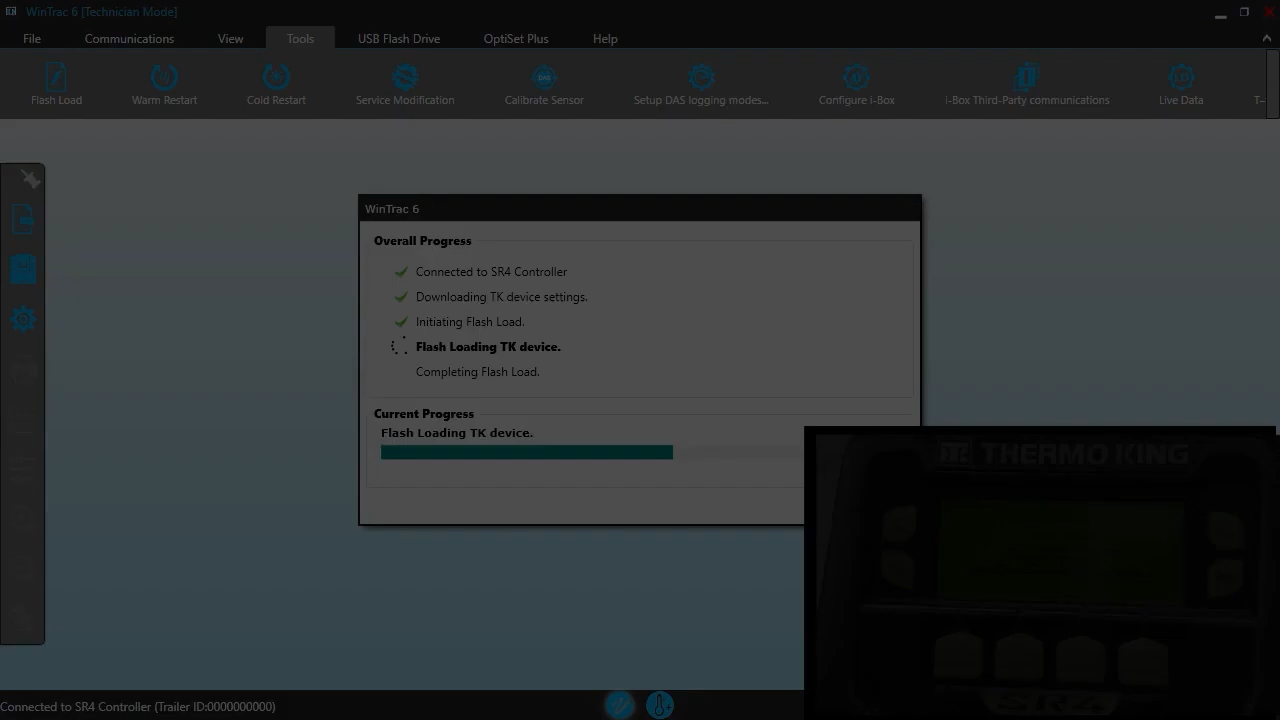 WinTrac 6 [Technician Mode]
File Communications View Tools USB Flash Drive OptiSet Plus Help
Flash Load Warm Restart Cold Restart Service Modification Calibrate Sensor Setup DAS logging modes... Configure i-Box i-Box Third-Party communications Live Data T-
WinTrac 6
Overall Progress
Connected to SR4 Controller
Downloading TK device settings.
Initiating Flash Load.
Flash Loading TK device.
Completing Flash Load.
Current Progress
Flash Loading TK device.
THERMO KING
SR4
Connected to SR4 Controller (Trailer ID:0000000000)